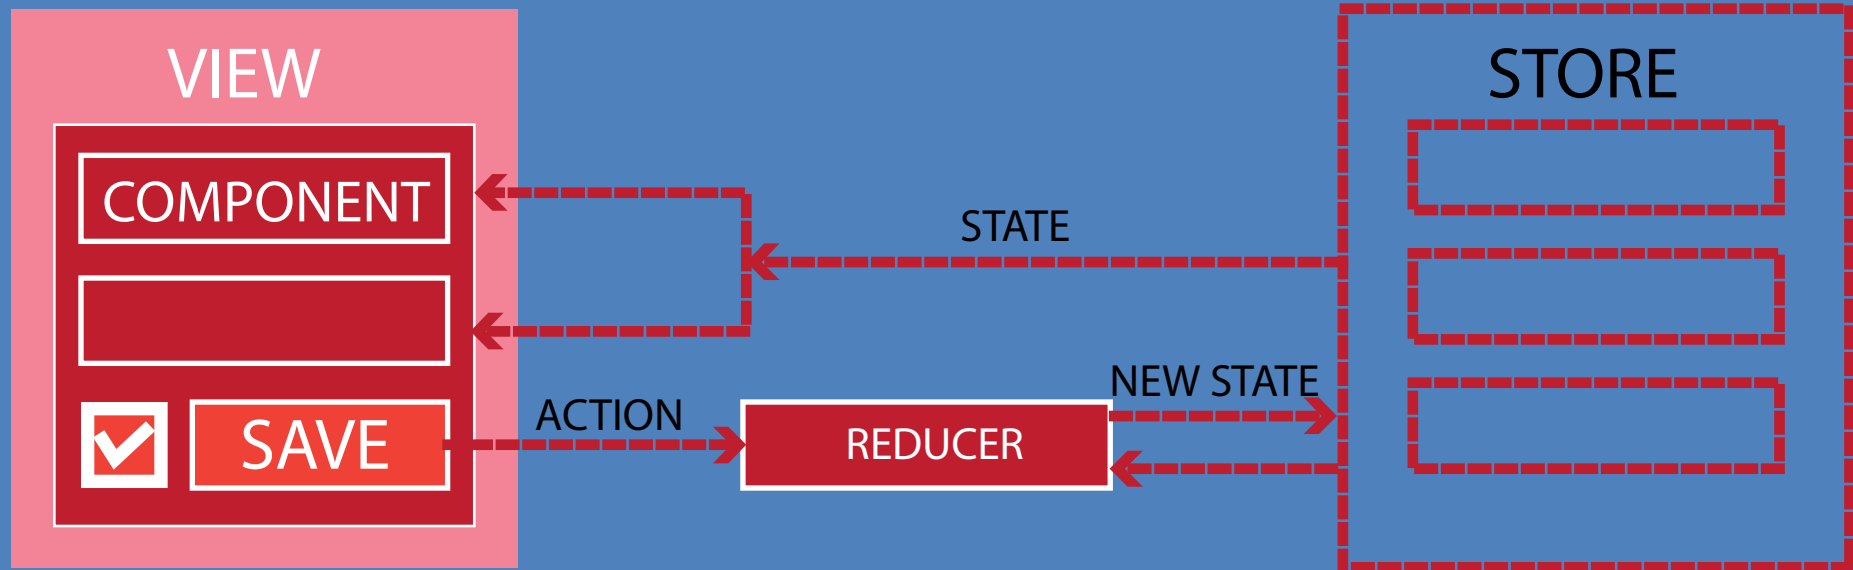 VIEW
STORE
COMPONENT
STATE
NEW STATE
ACTION
SAVE
REDUCER